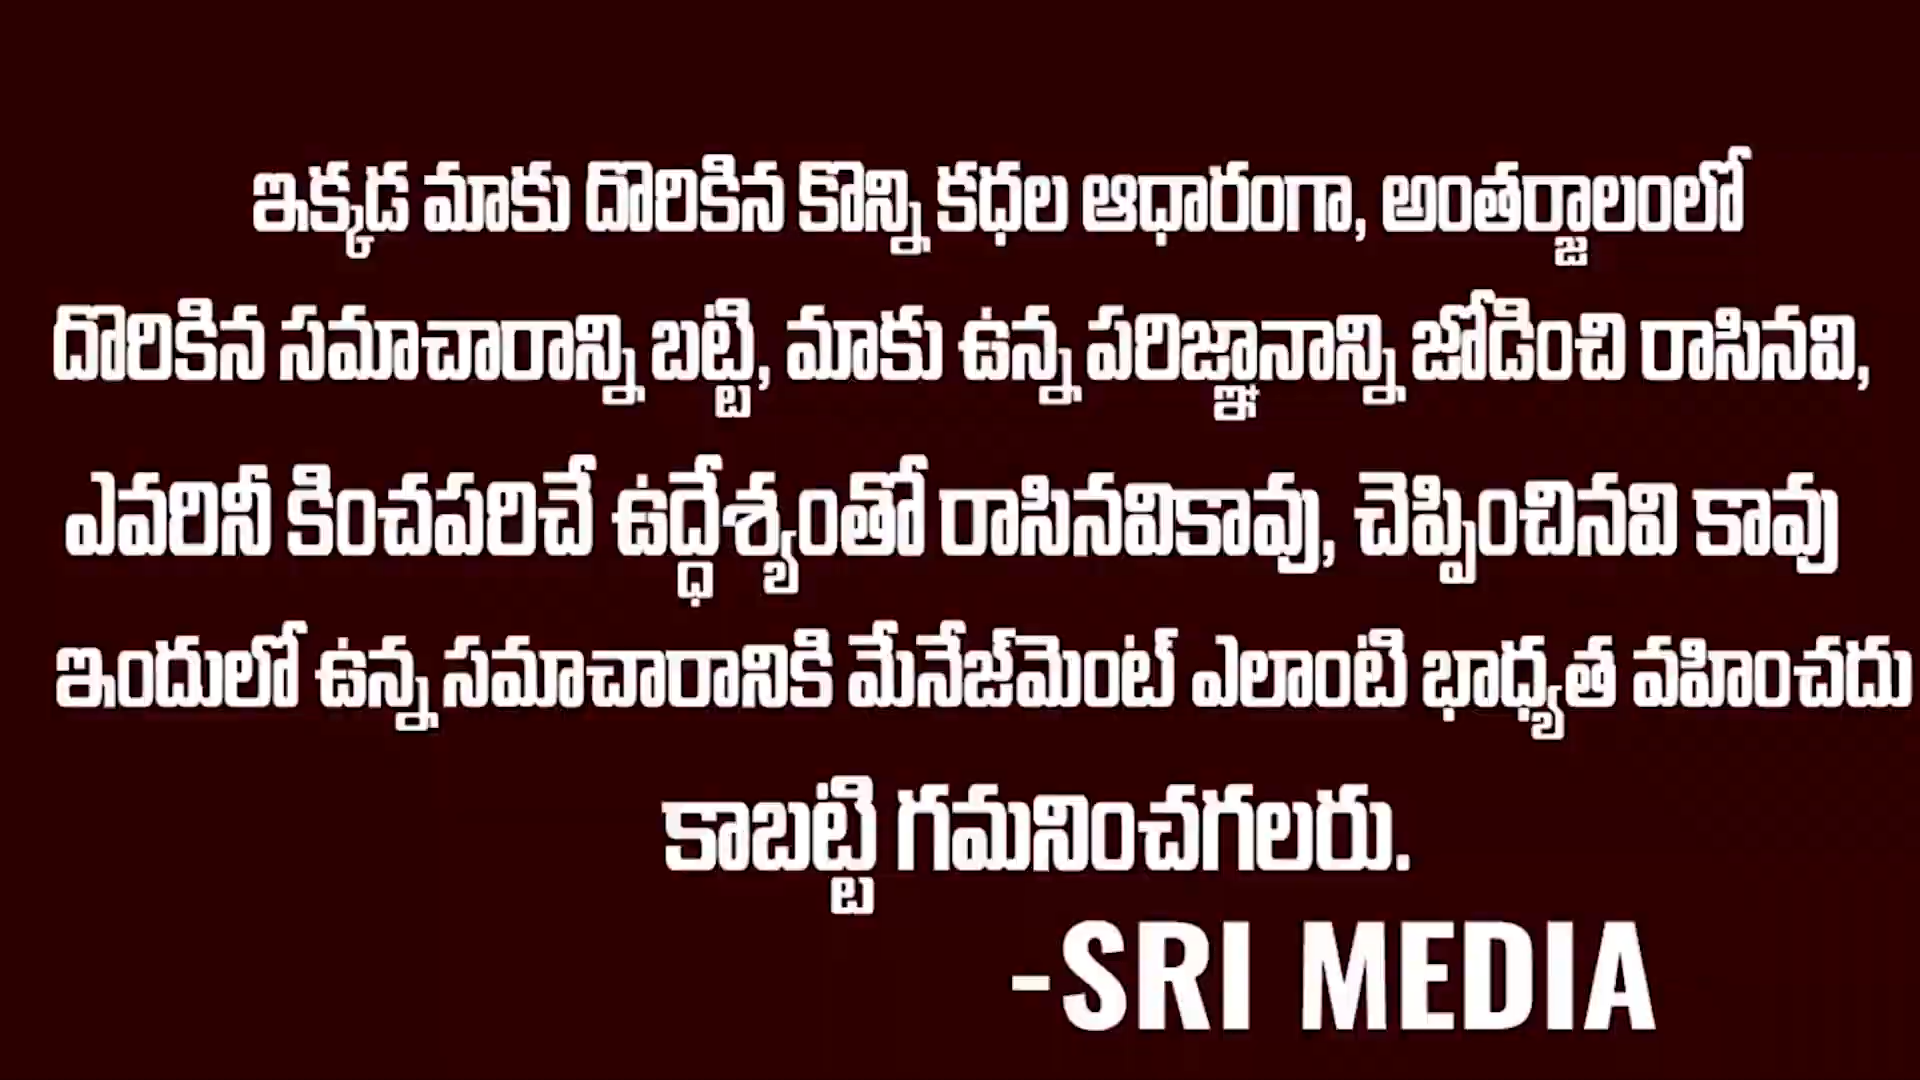 ఇక్కడ మాకు దొరికిన కొన్ని కధల ఆధారంగా, అంతర్జాలంలో
దొరికిన సమాచారాన్ని బట్టి, మాకు ఉన్న పరిజ్ఞానాన్ని జోడించి రాసినవి,
ఎవరినీ కించపరిచే ఉద్ధేశ్యంతో రాసినవికావు, చెప్పించినవి కావు
ఇందులో ఉన్న సమాచారానికి మేనేజ్‌మెంట్ ఎలాంటి భాధ్యత వహించదు
కాబట్టి గమనించగలరు.
-SRI MEDIA